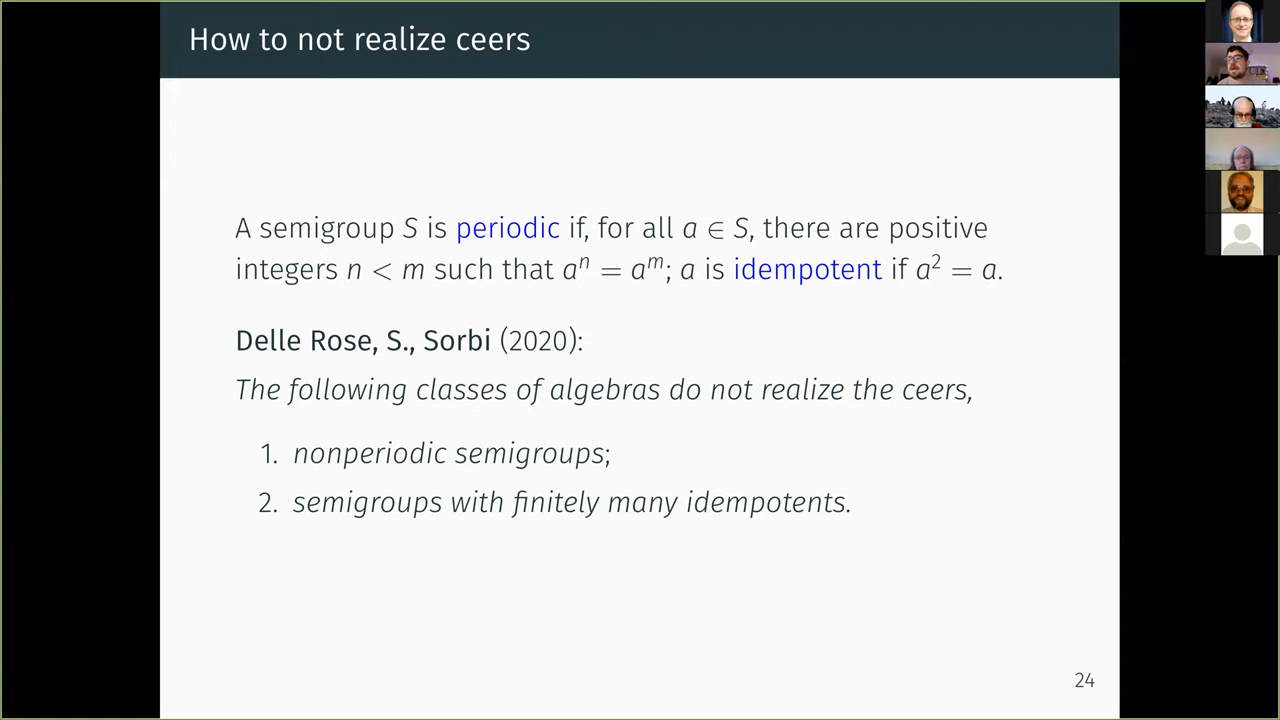 How to not realize ceers
A semigroup S is periodic if, for all a ∈ S, there are positive
integers n < m such that aⁿ = aᵐ; a is idempotent if a² = a.
Delle Rose, S., Sorbi (2020):
The following classes of algebras do not realize the ceers,
1. nonperiodic semigroups;
2. semigroups with finitely many idempotents.
24